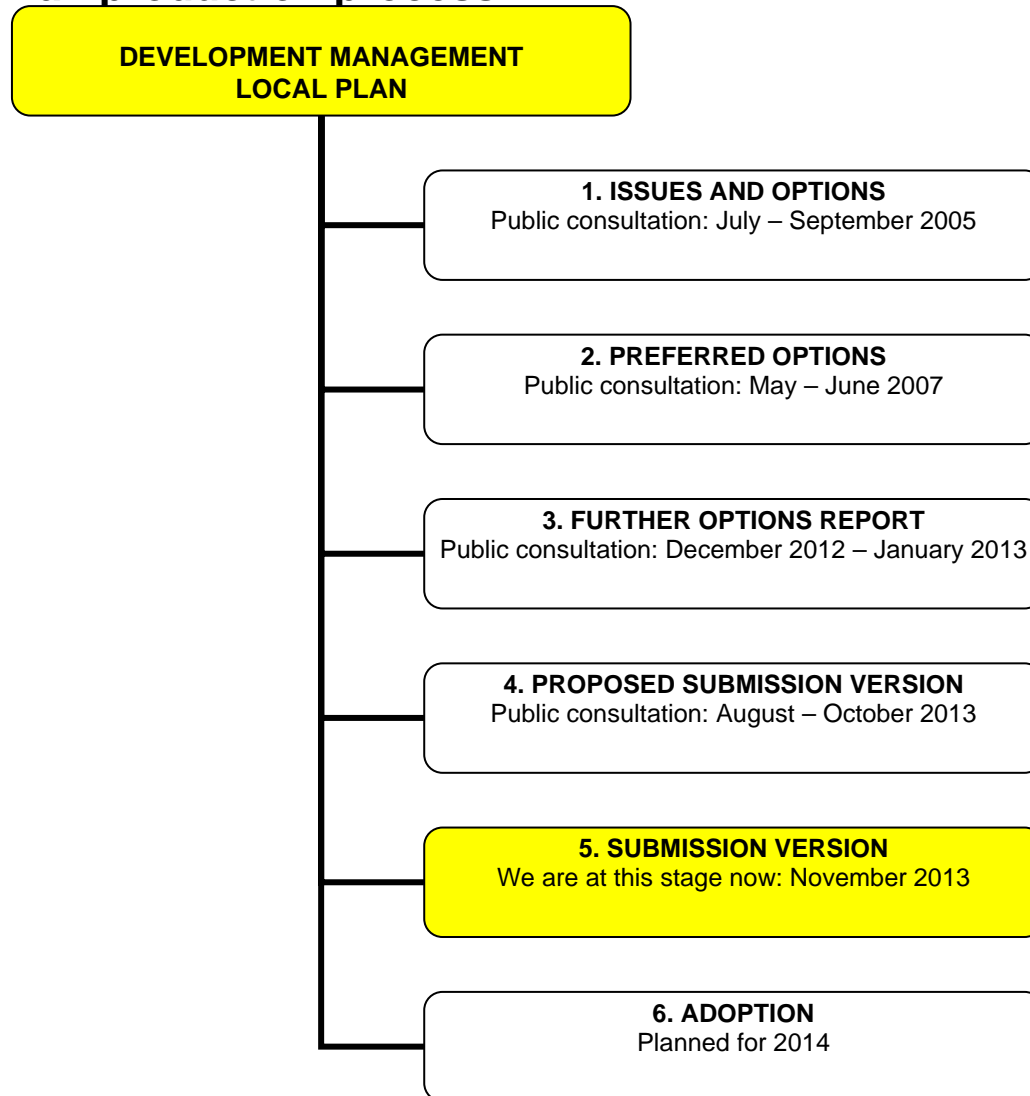 production process
DEVELOPMENT MANAGEMENT
LOCAL PLAN
1. ISSUES AND OPTIONS
Public consultation: July – September 2005
2. PREFERRED OPTIONS
Public consultation: May – June 2007
3. FURTHER OPTIONS REPORT
Public consultation: December 2012 – January 2013
4. PROPOSED SUBMISSION VERSION
Public consultation: August – October 2013
5. SUBMISSION VERSION
We are at this stage now: November 2013
6. ADOPTION
Planned for 2014